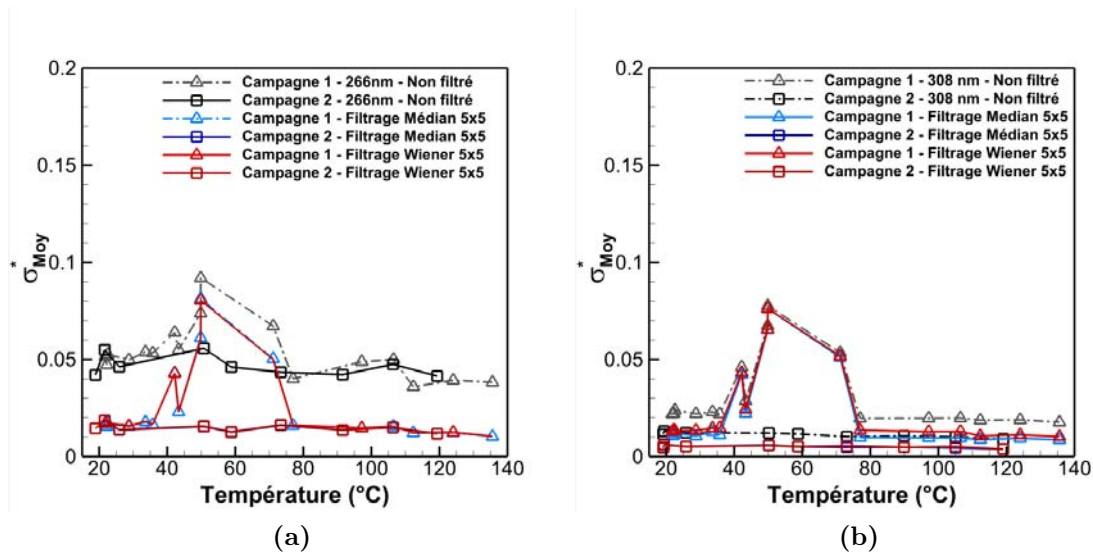 0.2
Campagne 1 - 266nm - Non filtré
Campagne 2 - 266nm - Non filtré
Campagne 1 - Filtrage Médian 5x5
Campagne 2 - Filtrage Median 5x5
Campagne 1 - Filtrage Wiener 5x5
Campagne 2 - Filtrage Wiener 5x5
0.15
0.1
σ*Moy
0.05
0
20 40 60 80 100 120 140
Température (°C)
(a)
0.2
Campagne 1 - 308 nm - Non filtré
Campagne 2 - 308 nm - Non filtré
Campagne 1 - Filtrage Median 5x5
Campagne 2 - Filtrage Médian 5x5
Campagne 1 - Filtrage Wiener 5x5
Campagne 2 - Filtrage Wiener 5x5
0.15
0.1
σ*Moy
0.05
0
20 40 60 80 100 120 140
Température (°C)
(b)